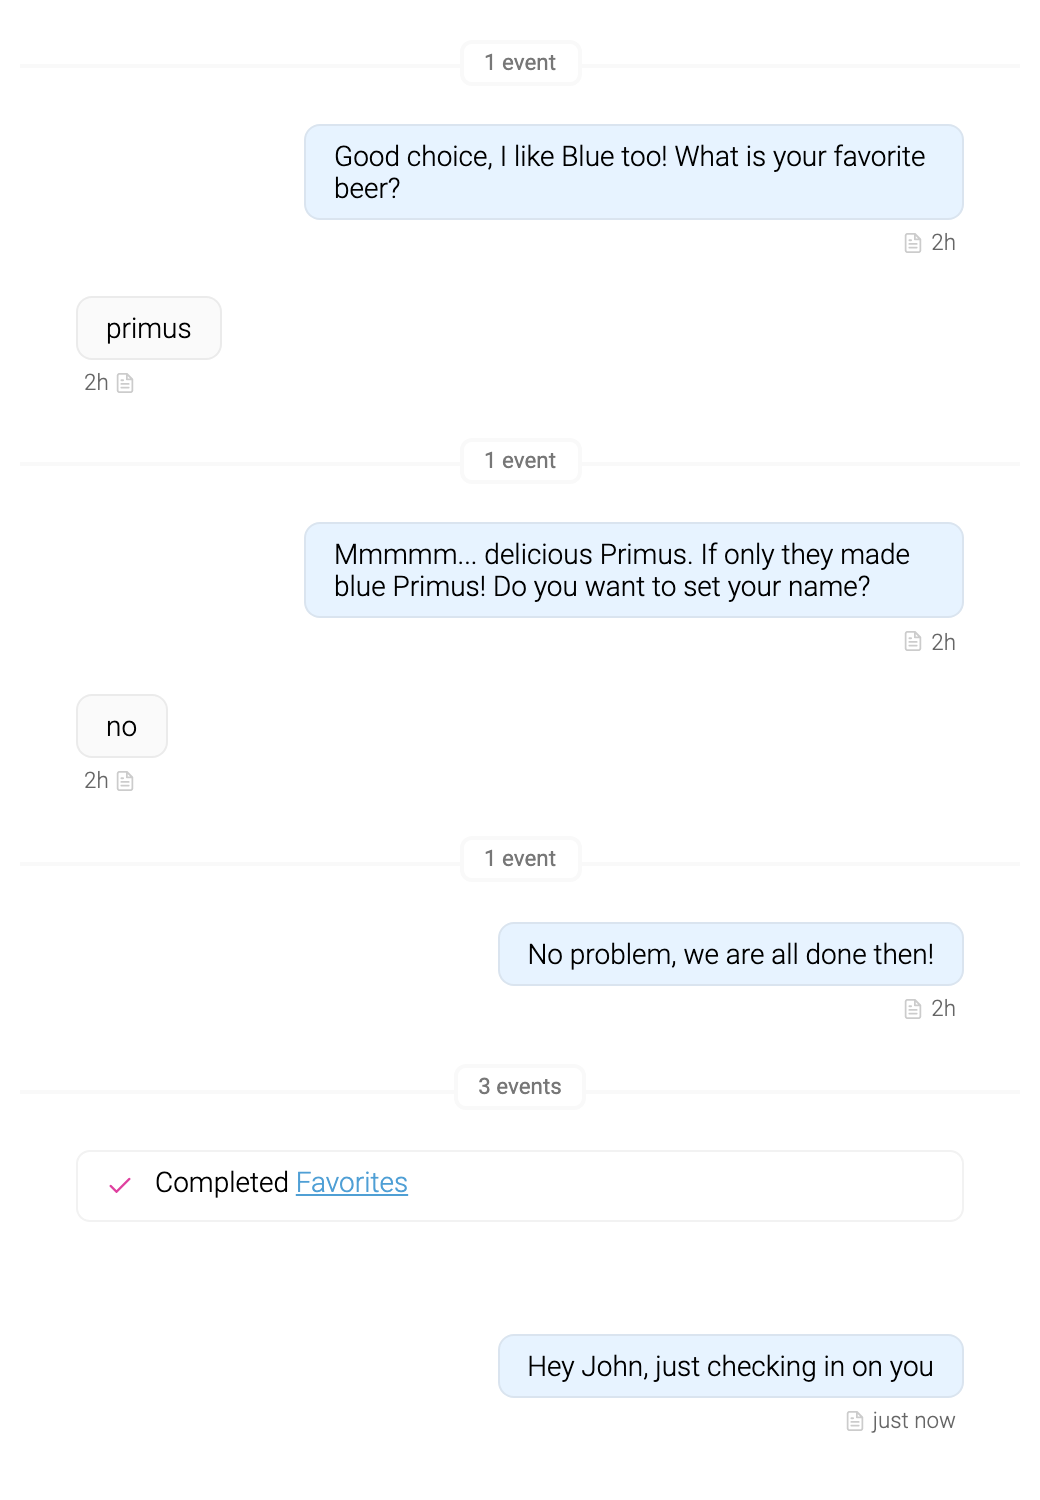 1 event
Good choice, I like Blue too! What is your favorite
beer?
2h
primus
2h
1 event
Mmmmm... delicious Primus. If only they made
blue Primus! Do you want to set your name?
2h
no
2h
1 event
No problem, we are all done then!
2h
3 events
Completed Favorites
Hey John, just checking in on you
just now